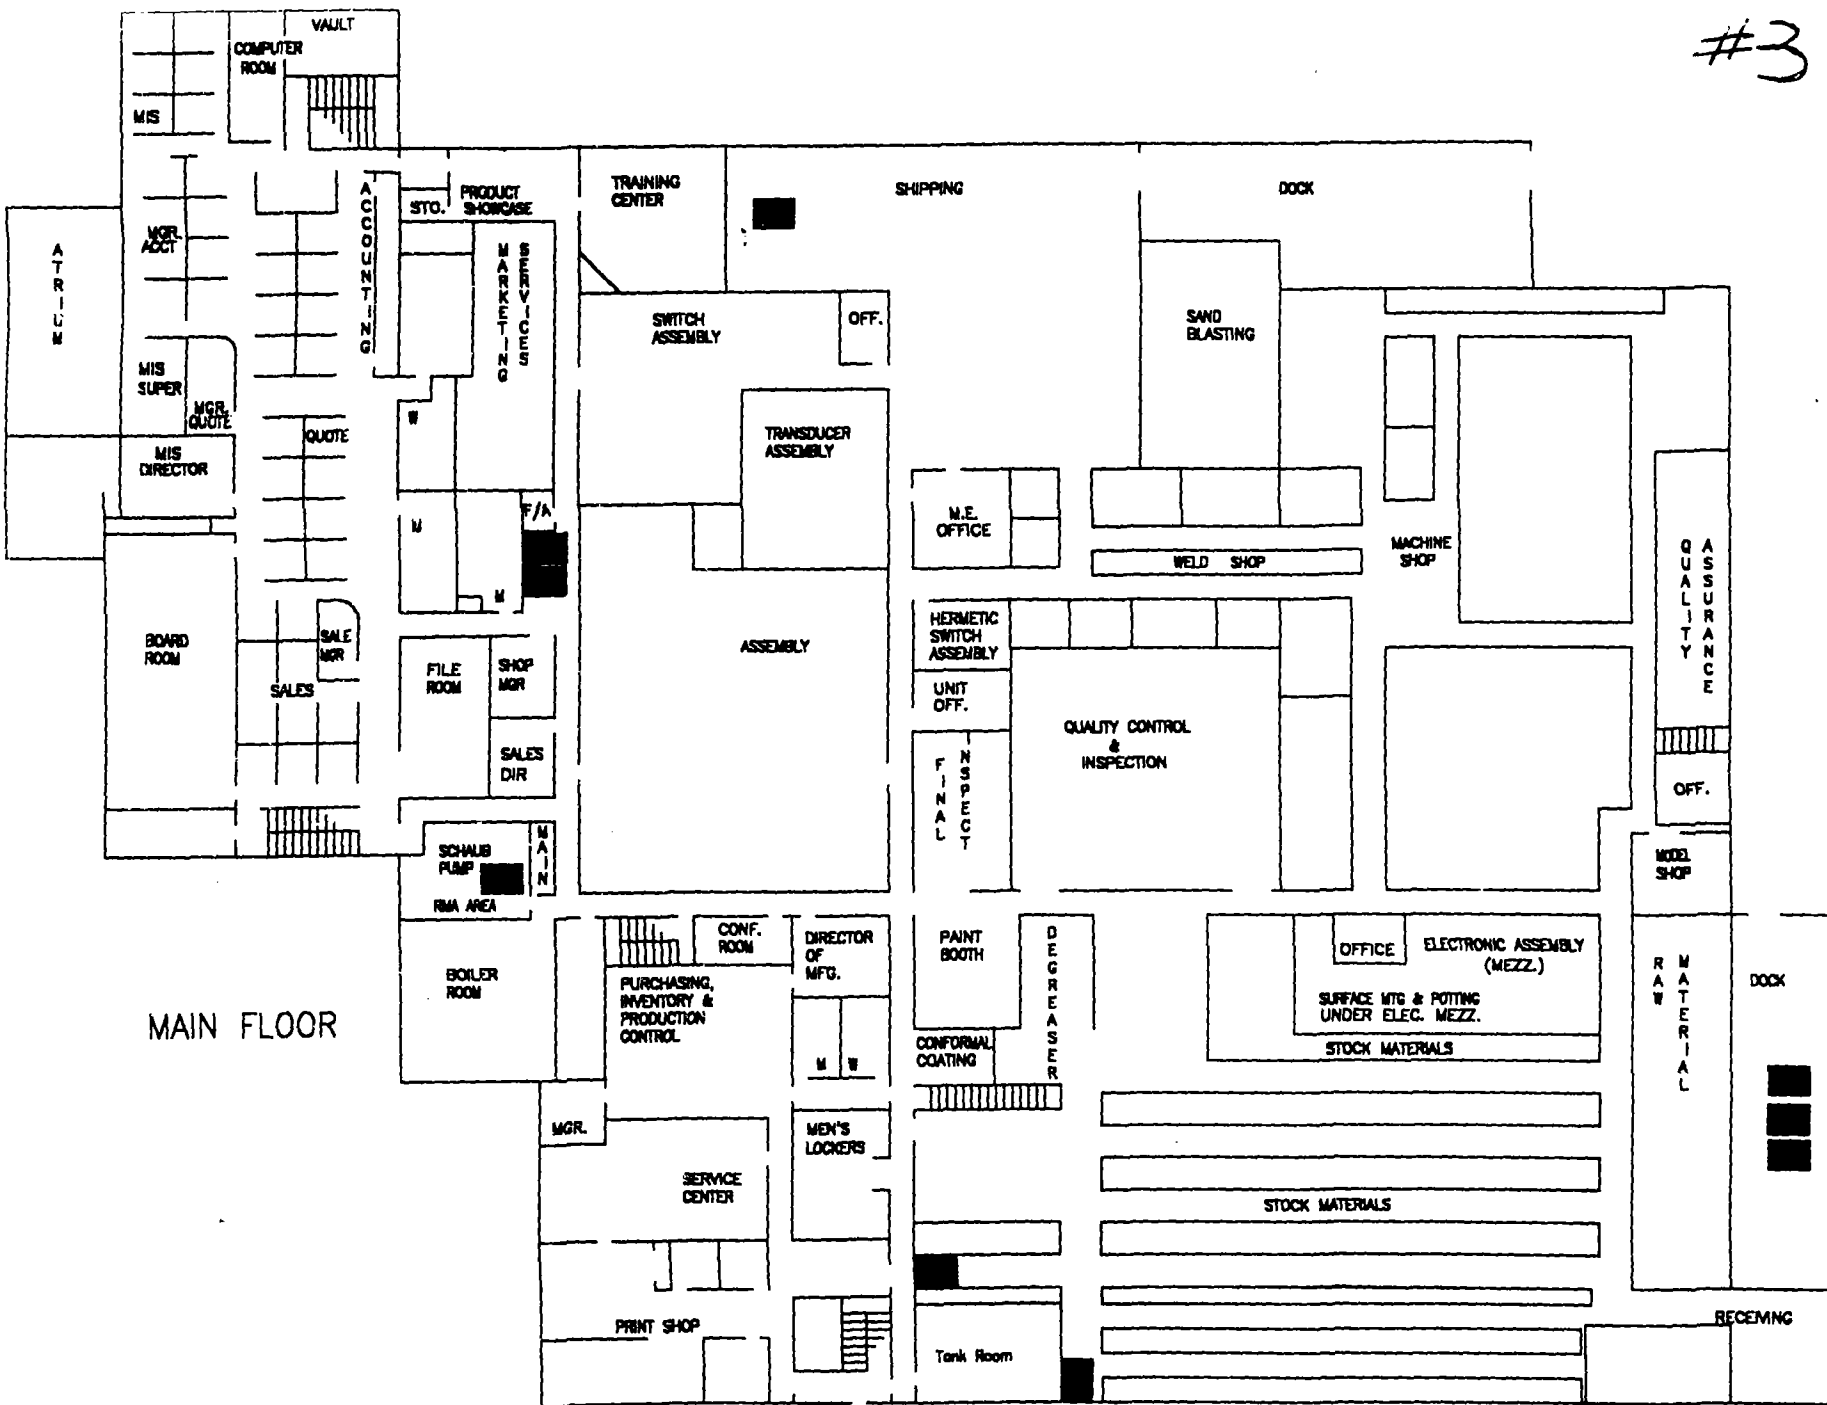 #3
VAULT
COMPUTER
ROOM
MIS
TRAINING
CENTER
SHIPPING
DOCK
PRODUCT
SHOWCASE
STO.
ACCOUNTING
MGR.
ACCT
ATRIUM
MARKETING
SERVICES
SWITCH
ASSEMBLY
OFF.
SAND
BLASTING
MIS
SUPER
MGR.
QUOTE
QUOTE
W
TRANSDUCER
ASSEMBLY
MIS
DIRECTOR
F/A
M
M.E.
OFFICE
MACHINE
SHOP
WELD SHOP
QUALITY
ASSURANCE
M
BOARD
ROOM
SALE
MGR
SALES
FILE
ROOM
SHOP
MGR
ASSEMBLY
HERMETIC
SWITCH
ASSEMBLY
UNIT
OFF.
QUALITY CONTROL
&
INSPECTION
SALES
DIR
FINAL
INSPECT
OFF.
MAIN
SCHAUB
PUMP
RMA AREA
MODEL
SHOP
CONF.
ROOM
DIRECTOR
OF
MFG.
PAINT
BOOTH
DEGREASER
OFFICE
ELECTRONIC ASSEMBLY
(MEZZ.)
RAW
MATERIAL
DOCK
BOILER
ROOM
PURCHASING,
INVENTORY &
PRODUCTION
CONTROL
SURFACE MTG & POTTING
UNDER ELEC. MEZZ.
MAIN FLOOR
STOCK MATERIALS
CONFORMAL
COATING
M
W
MGR.
MEN'S
LOCKERS
SERVICE
CENTER
STOCK MATERIALS
PRINT SHOP
Tank Room
RECEIVING